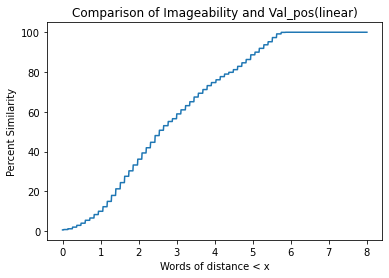 Comparison of Imageability and Val_pos(linear)
100
80
60
40
20
0
Percent Similarity
0 1 2 3 4 5 6 7 8
Words of distance < x